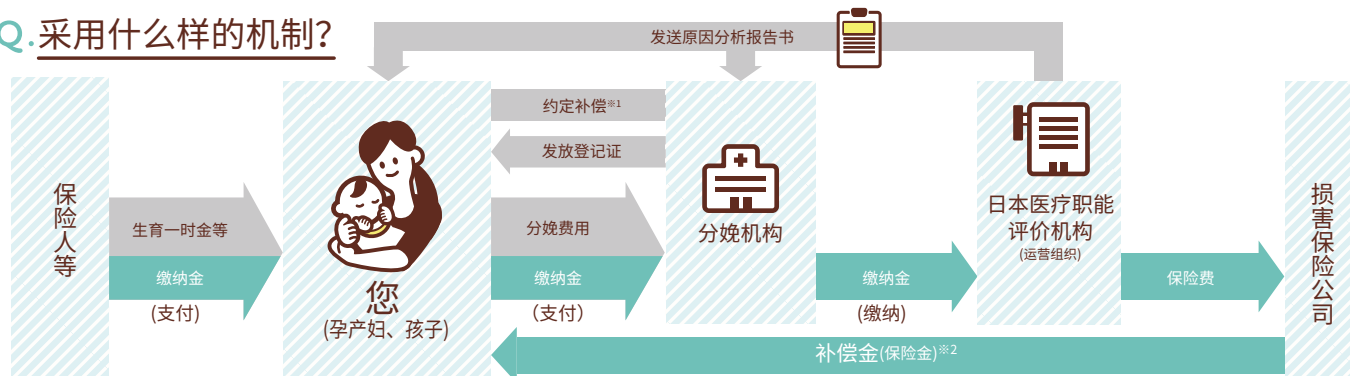 Q.采用什么样的机制?
发送原因分析报告书
约定补偿※1
发放登记证
保险人等
生育一时金等
缴纳金
(支付)
您
(孕产妇、孩子)
分娩费用
缴纳金
(支付)
分娩机构
缴纳金
(缴纳)
日本医疗职能
评价机构
(运营组织)
保险费
损害保险公司
补偿金(保险金)※2